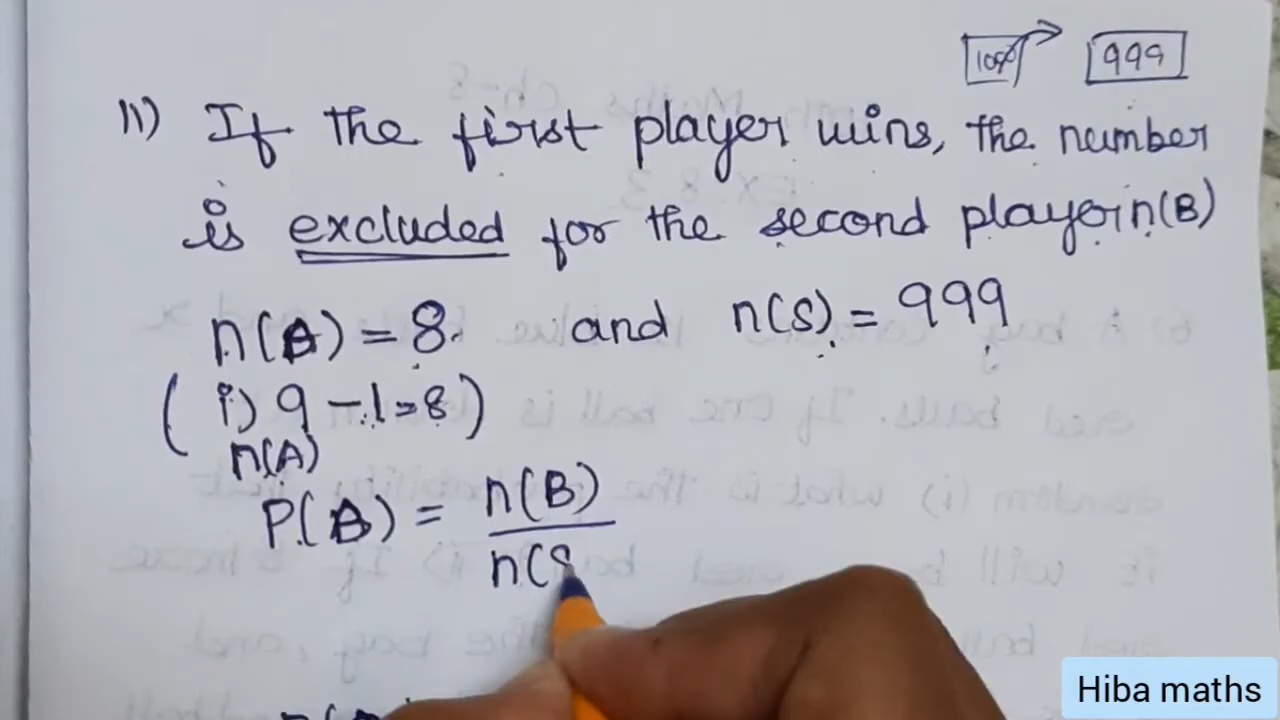 999
11) If the first player wins, the number
is excluded for the second player n(B)
n(B) = 8. and n(S) = 999
( i) 9 - 1 = 8 )
n(A)
P(B) = n(B)
n(S
Hiba maths